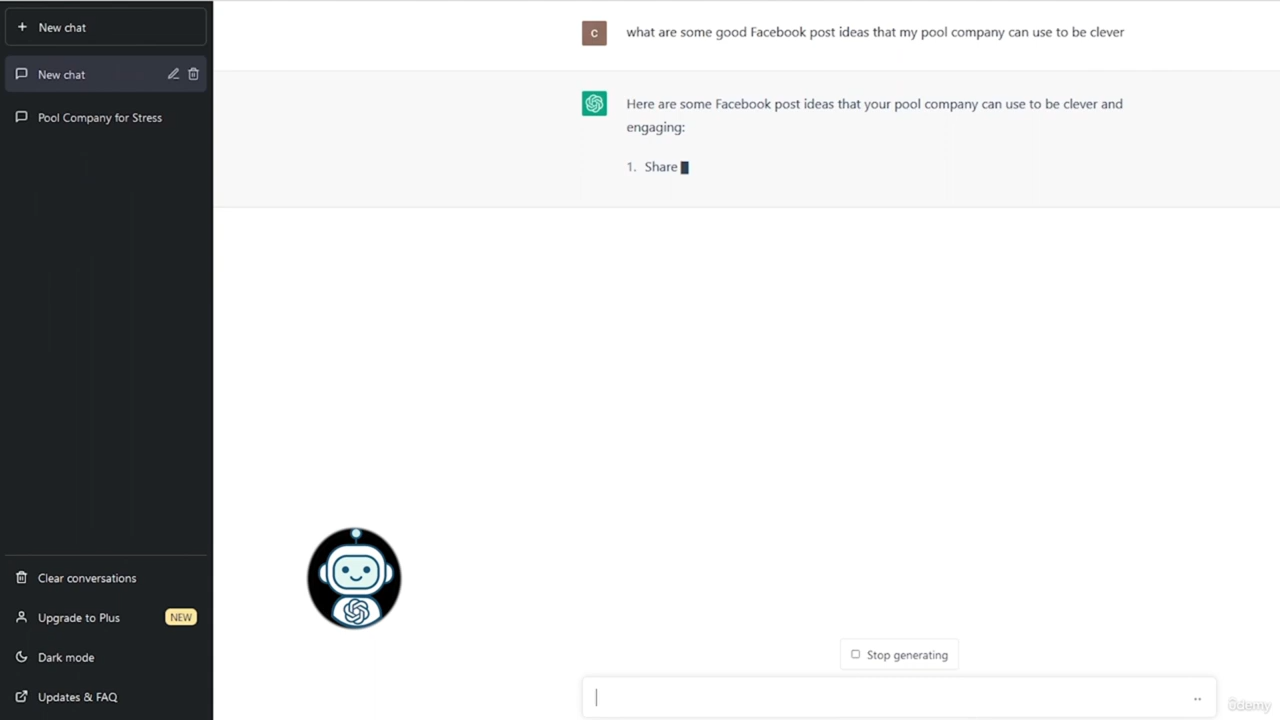 New chat
New chat
Pool Company for Stress
Clear conversations
Upgrade to Plus NEW
Dark mode
Updates & FAQ
C what are some good Facebook post ideas that my pool company can use to be clever
Here are some Facebook post ideas that your pool company can use to be clever and
engaging:
1. Share
Stop generating
ûdemy